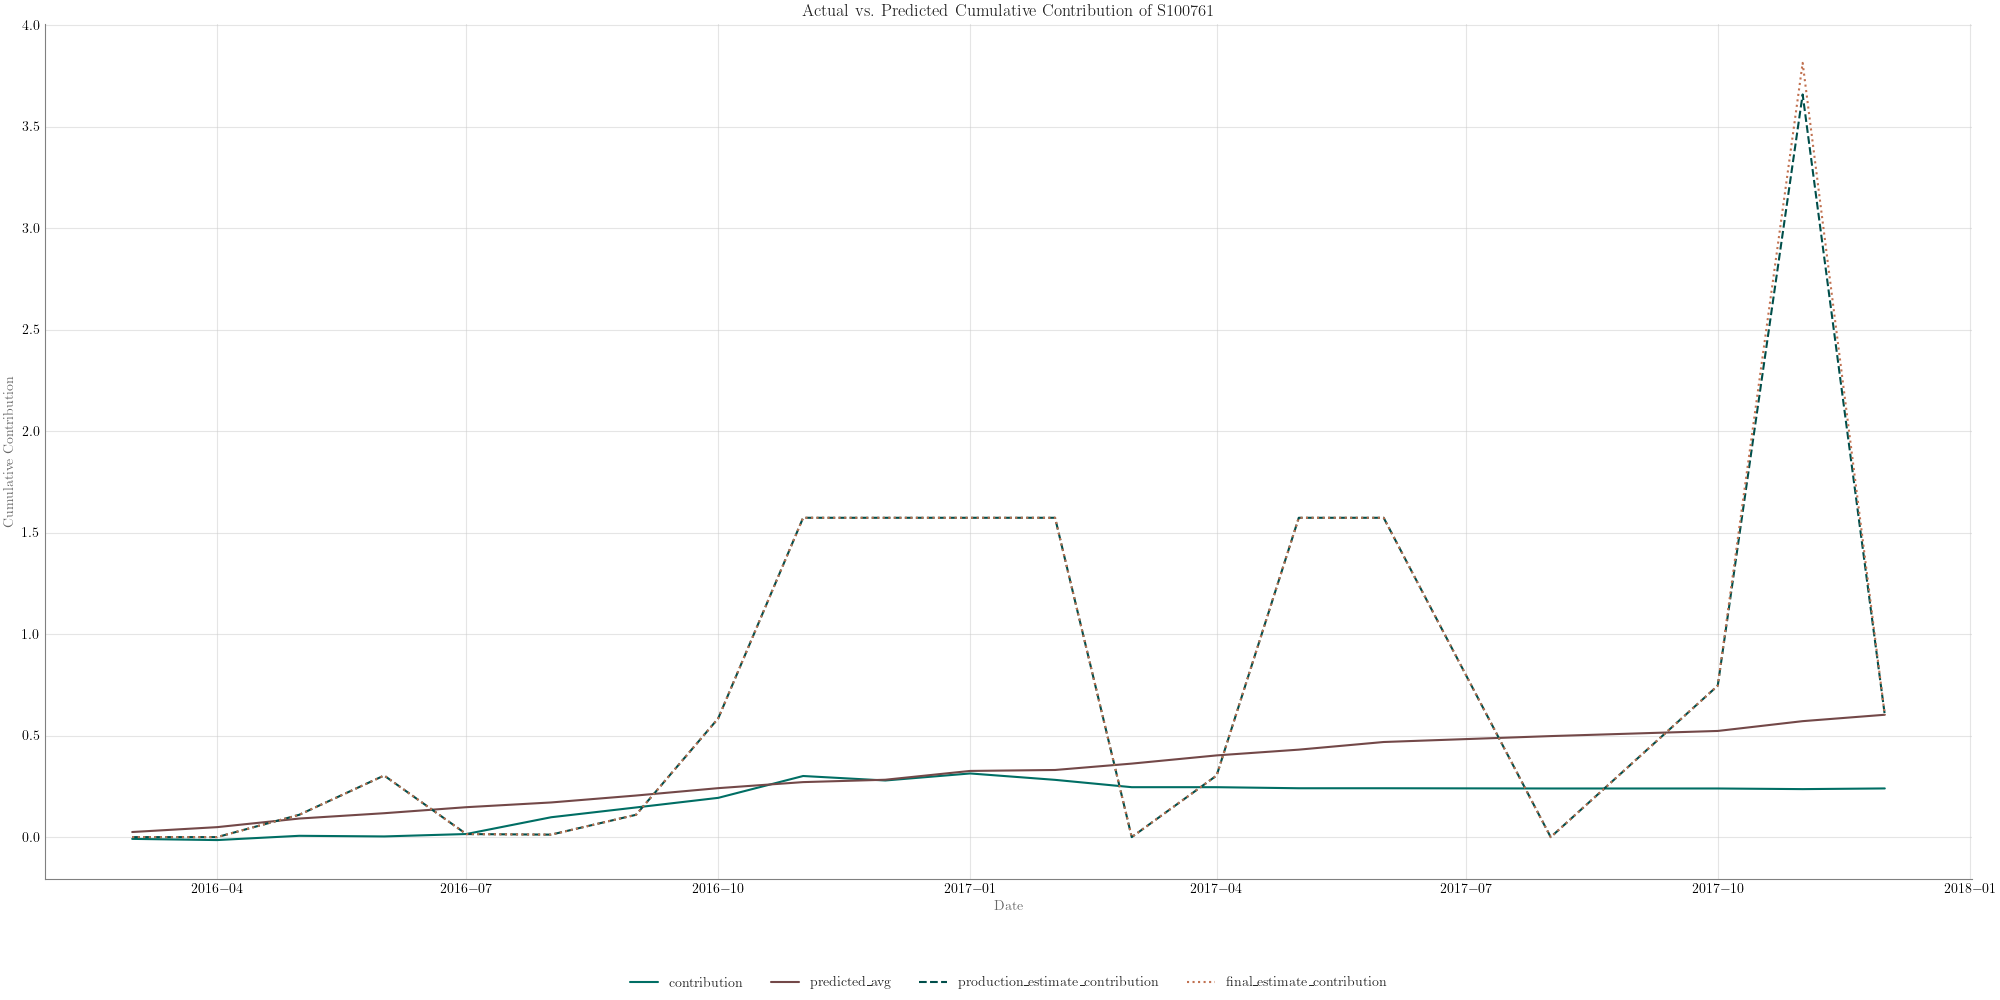 Actual vs. Predicted Cumulative Contribution of S100761
4.0
3.5
3.0
2.5
2.0
1.5
1.0
0.5
0.0
Cumulative Contribution
2016–04 2016–07 2016–10 2017–01 2017–04 2017–07 2017–10 2018–01
Date
contribution predicted_avg production_estimate_contribution final_estimate_contribution